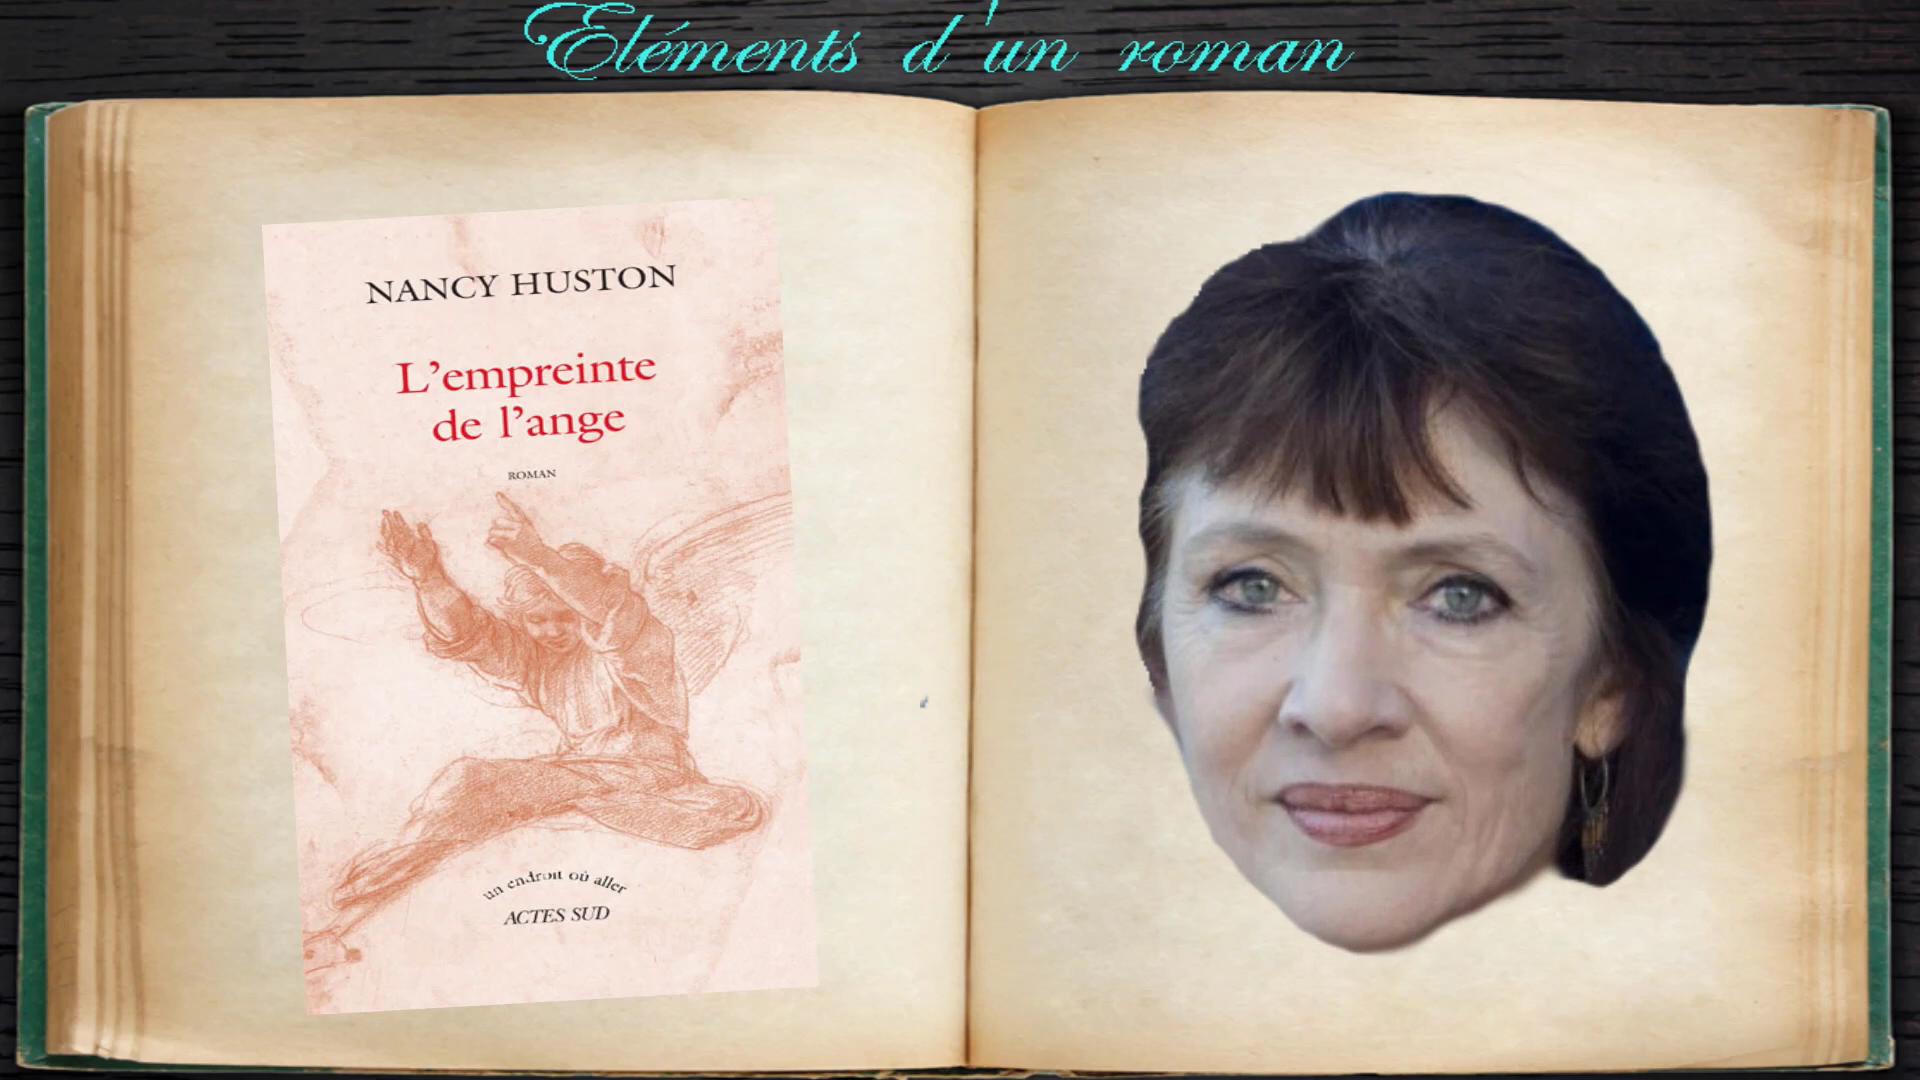 Eléments d'un roman
NANCY HUSTON
L'empreinte
de l'ange
ROMAN
un endroit où aller
ACTES SUD